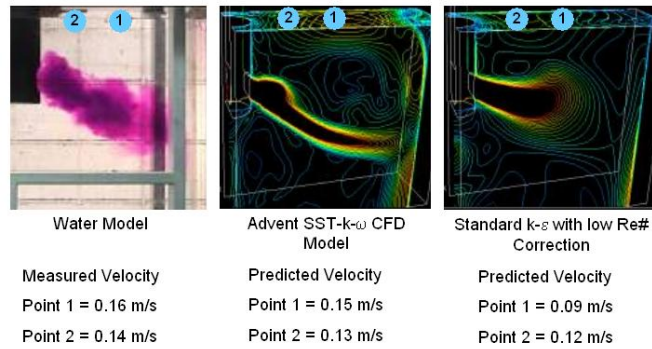 2 1
2 1
2 1
Water Model
Measured Velocity
Point 1 = 0.16 m/s
Point 2 = 0.14 m/s
Advent SST-k-ω CFD
Model
Predicted Velocity
Point 1 = 0.15 m/s
Point 2 = 0.13 m/s
Standard k-ε with low Re#
Correction
Predicted Velocity
Point 1 = 0.09 m/s
Point 2 = 0.12 m/s